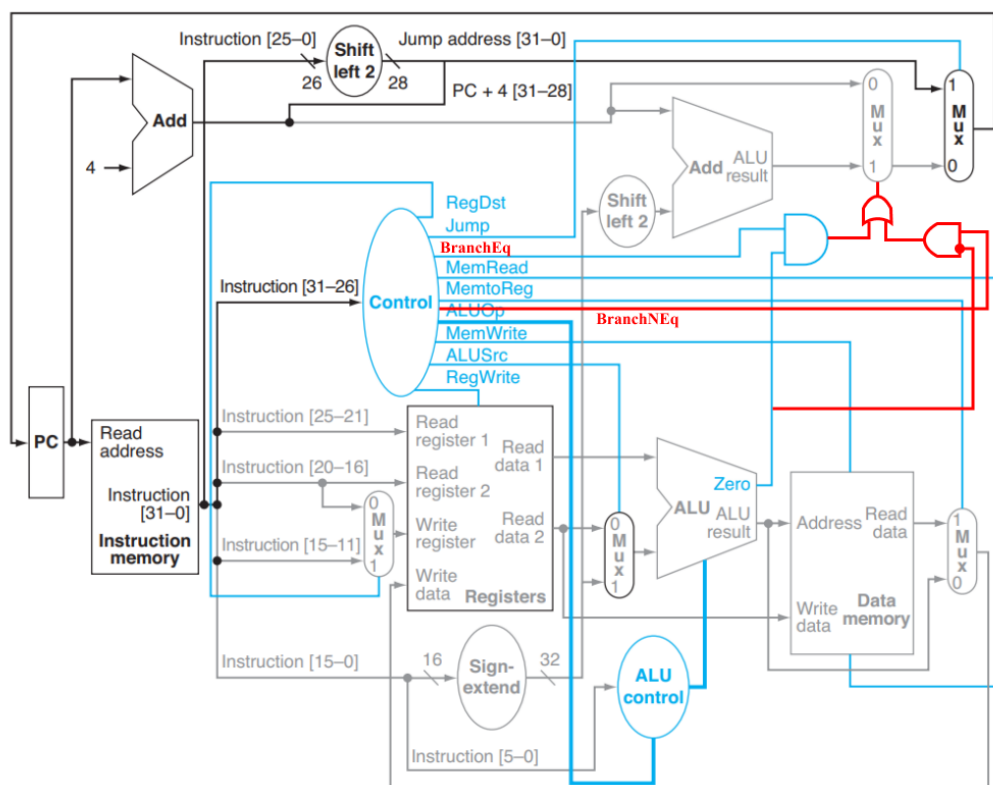 Instruction [25–0]
Shift
left 2
Jump address [31–0]
26
28
PC + 4 [31–28]
Add
4
0
Mux
1
1
Mux
0
Add
ALU
result
Shift
left 2
RegDst
Jump
BranchEq
MemRead
Instruction [31–26]
Control
MemtoReg
ALUOp
BranchNEq
MemWrite
ALUSrc
RegWrite
PC
Read
address
Instruction
[31–0]
Instruction
memory
Instruction [25–21]
Instruction [20–16]
Instruction [15–11]
0
Mux
1
Read
register 1
Read
register 2
Write
register
Write
data
Read
data 1
Read
data 2
Registers
0
Mux
1
Zero
ALU
ALU
result
Address
Read
data
Write
data
Data
memory
1
Mux
0
Instruction [15–0]
16
Sign-
extend
32
ALU
control
Instruction [5–0]